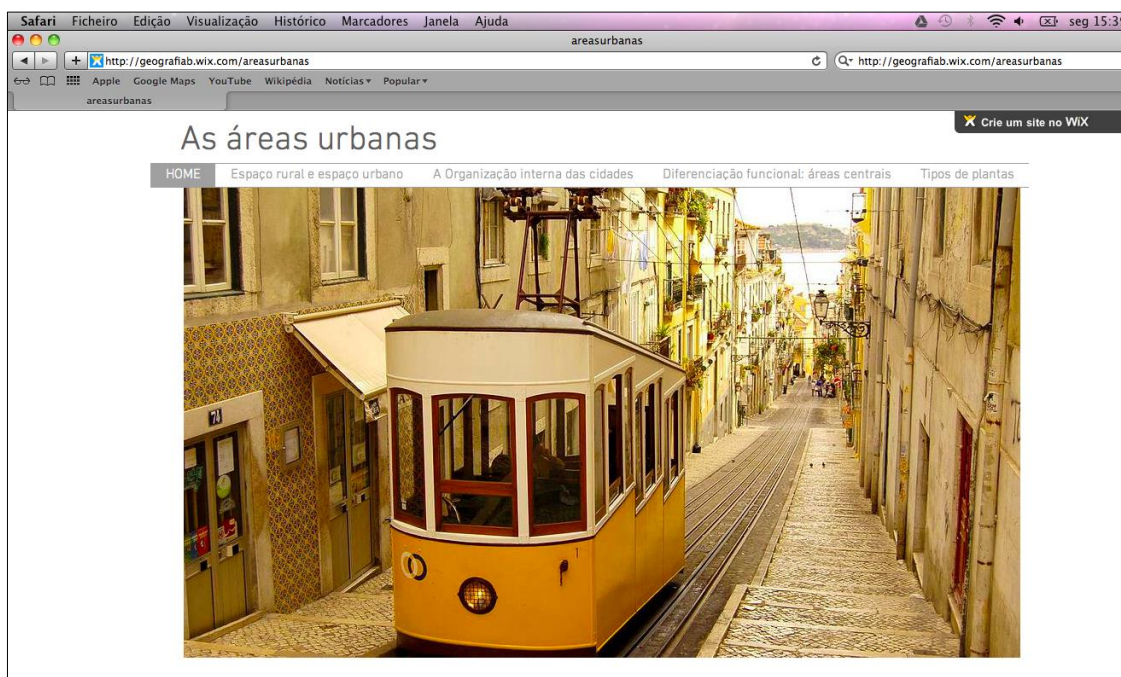 Safari Ficheiro Edição Visualização Histórico Marcadores Janela Ajuda seg 15:39
areasurbanas
http://geografiab.wix.com/areasurbanas http://geografiab.wix.com/areasurbanas
Apple Google Maps YouTube Wikipédia Notícias Popular
areasurbanas
Crie um site no WiX
As áreas urbanas
HOME Espaço rural e espaço urbano A Organização interna das cidades Diferenciação funcional: áreas centrais Tipos de plantas
74